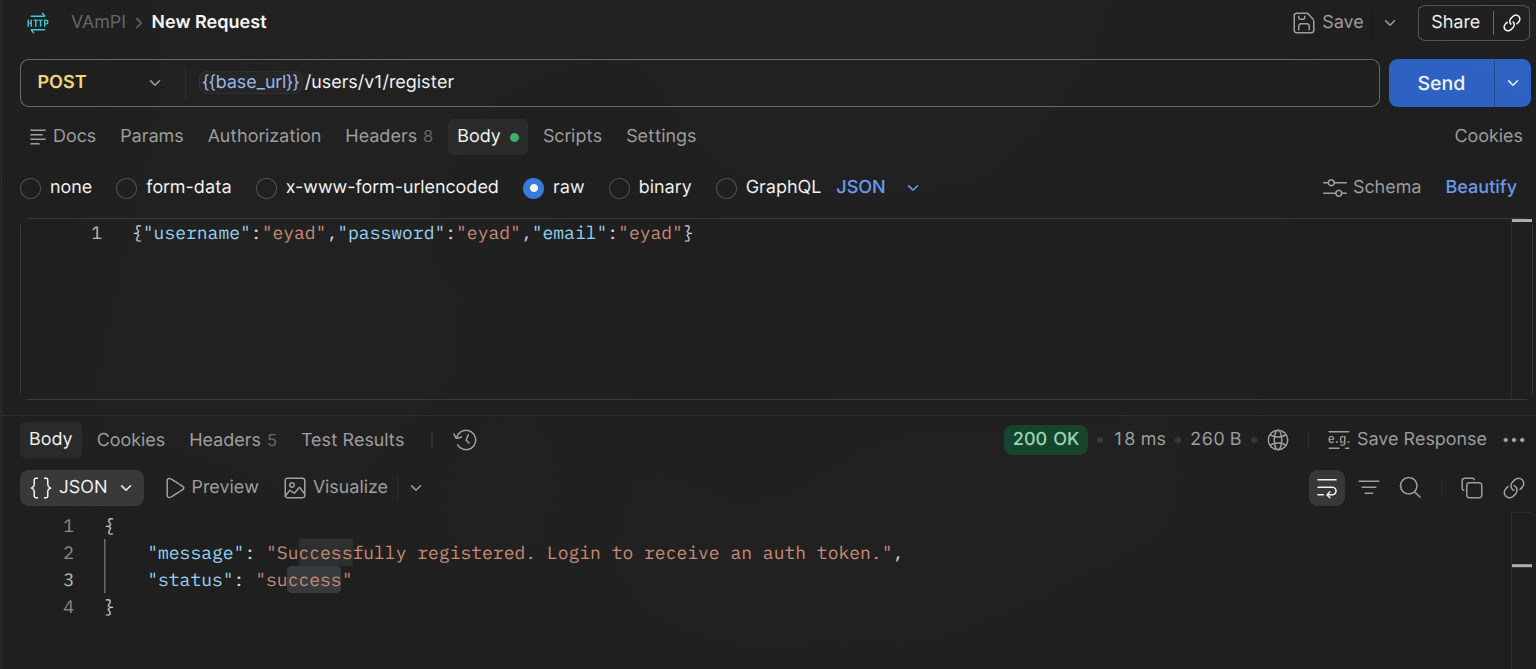 HTTP VAmPI > New Request Save Share
POST {{base_url}} /users/v1/register Send
Docs Params Authorization Headers 8 Body Scripts Settings Cookies
none form-data x-www-form-urlencoded raw binary GraphQL JSON Schema Beautify
1 {"username":"eyad","password":"eyad","email":"eyad"}
Body Cookies Headers 5 Test Results 200 OK • 18 ms • 260 B • e.g. Save Response
{} JSON Preview Visualize
1 {
2 "message": "Successfully registered. Login to receive an auth token.",
3 "status": "success"
4 }